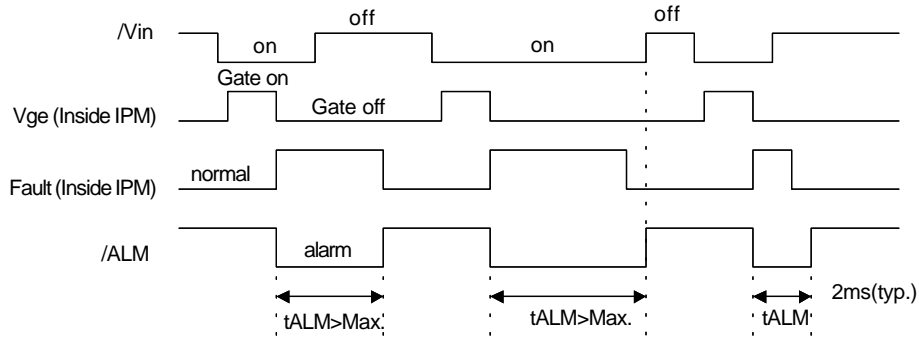 off
off
/Vin
on
on
Gate on
Vge (Inside IPM)
Gate off
normal
Fault (Inside IPM)
/ALM
alarm
2ms(typ.)
tALM>Max.
tALM>Max.
tALM